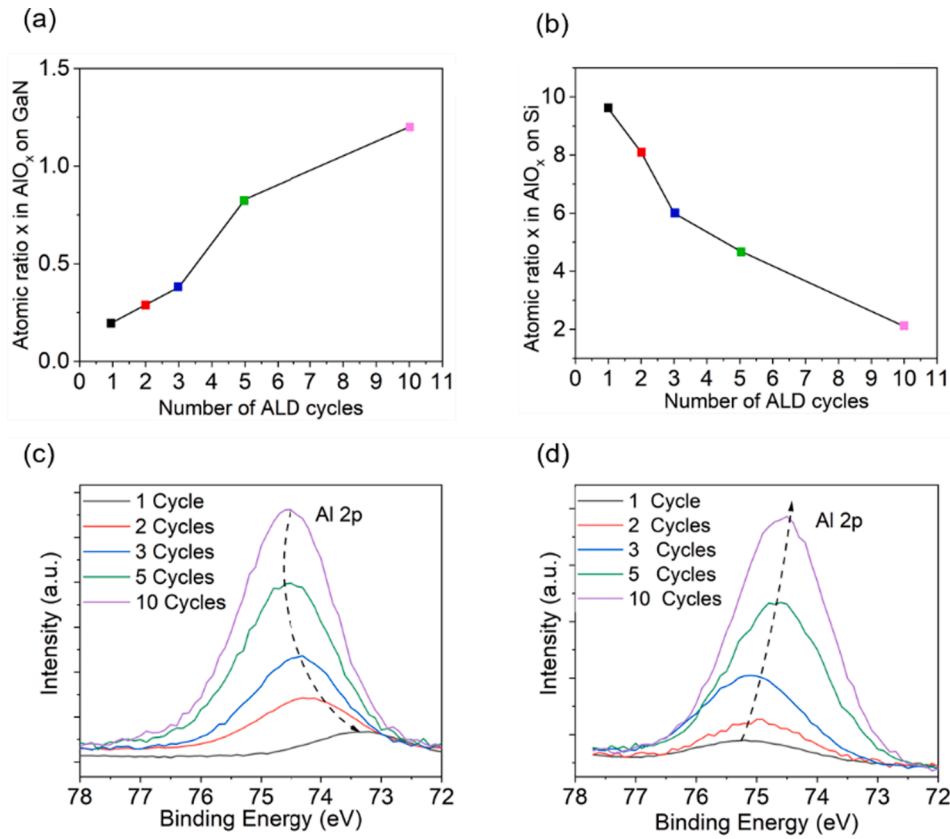 (a)
1.5
1.0
0.5
0.0
Atomic ratio x in AlOₓ on GaN
0 1 2 3 4 5 6 7 8 9 10 11
Number of ALD cycles
(b)
10
8
6
4
2
Atomic ratio x in AlOₓ on Si
0 1 2 3 4 5 6 7 8 9 10 11
Number of ALD cycles
(c)
1 Cycle
2 Cycles
3 Cycles
5 Cycles
10 Cycles
Al 2p
Intensity (a.u.)
78 77 76 75 74 73 72
Binding Energy (eV)
(d)
1 Cycle
2 Cycles
3 Cycles
5 Cycles
10 Cycles
Al 2p
Intensity (a.u.)
78 77 76 75 74 73 72
Binding Energy (eV)